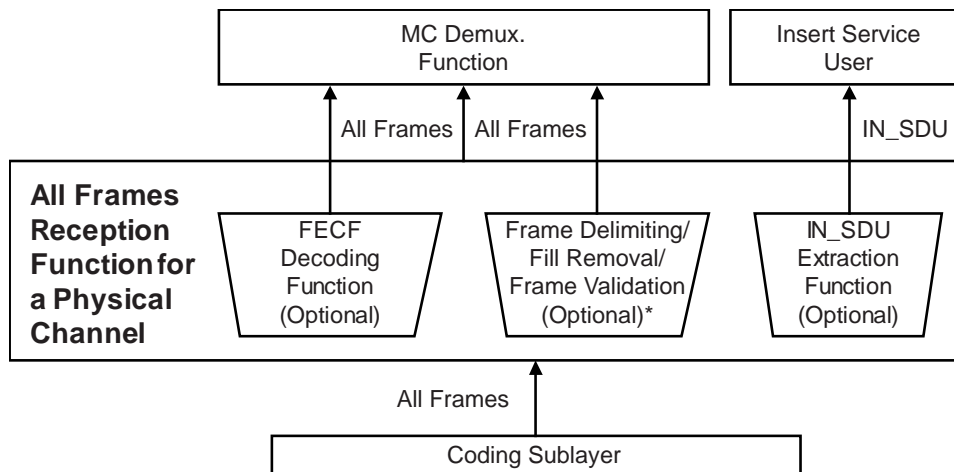 MC Demux.
Function
Insert Service
User
All Frames
All Frames
IN_SDU
All Frames
Reception
Function for
a Physical
Channel
FECF
Decoding
Function
(Optional)
Frame Delimiting/
Fill Removal/
Frame Validation
(Optional)*
IN_SDU
Extraction
Function
(Optional)
All Frames
Coding Sublayer